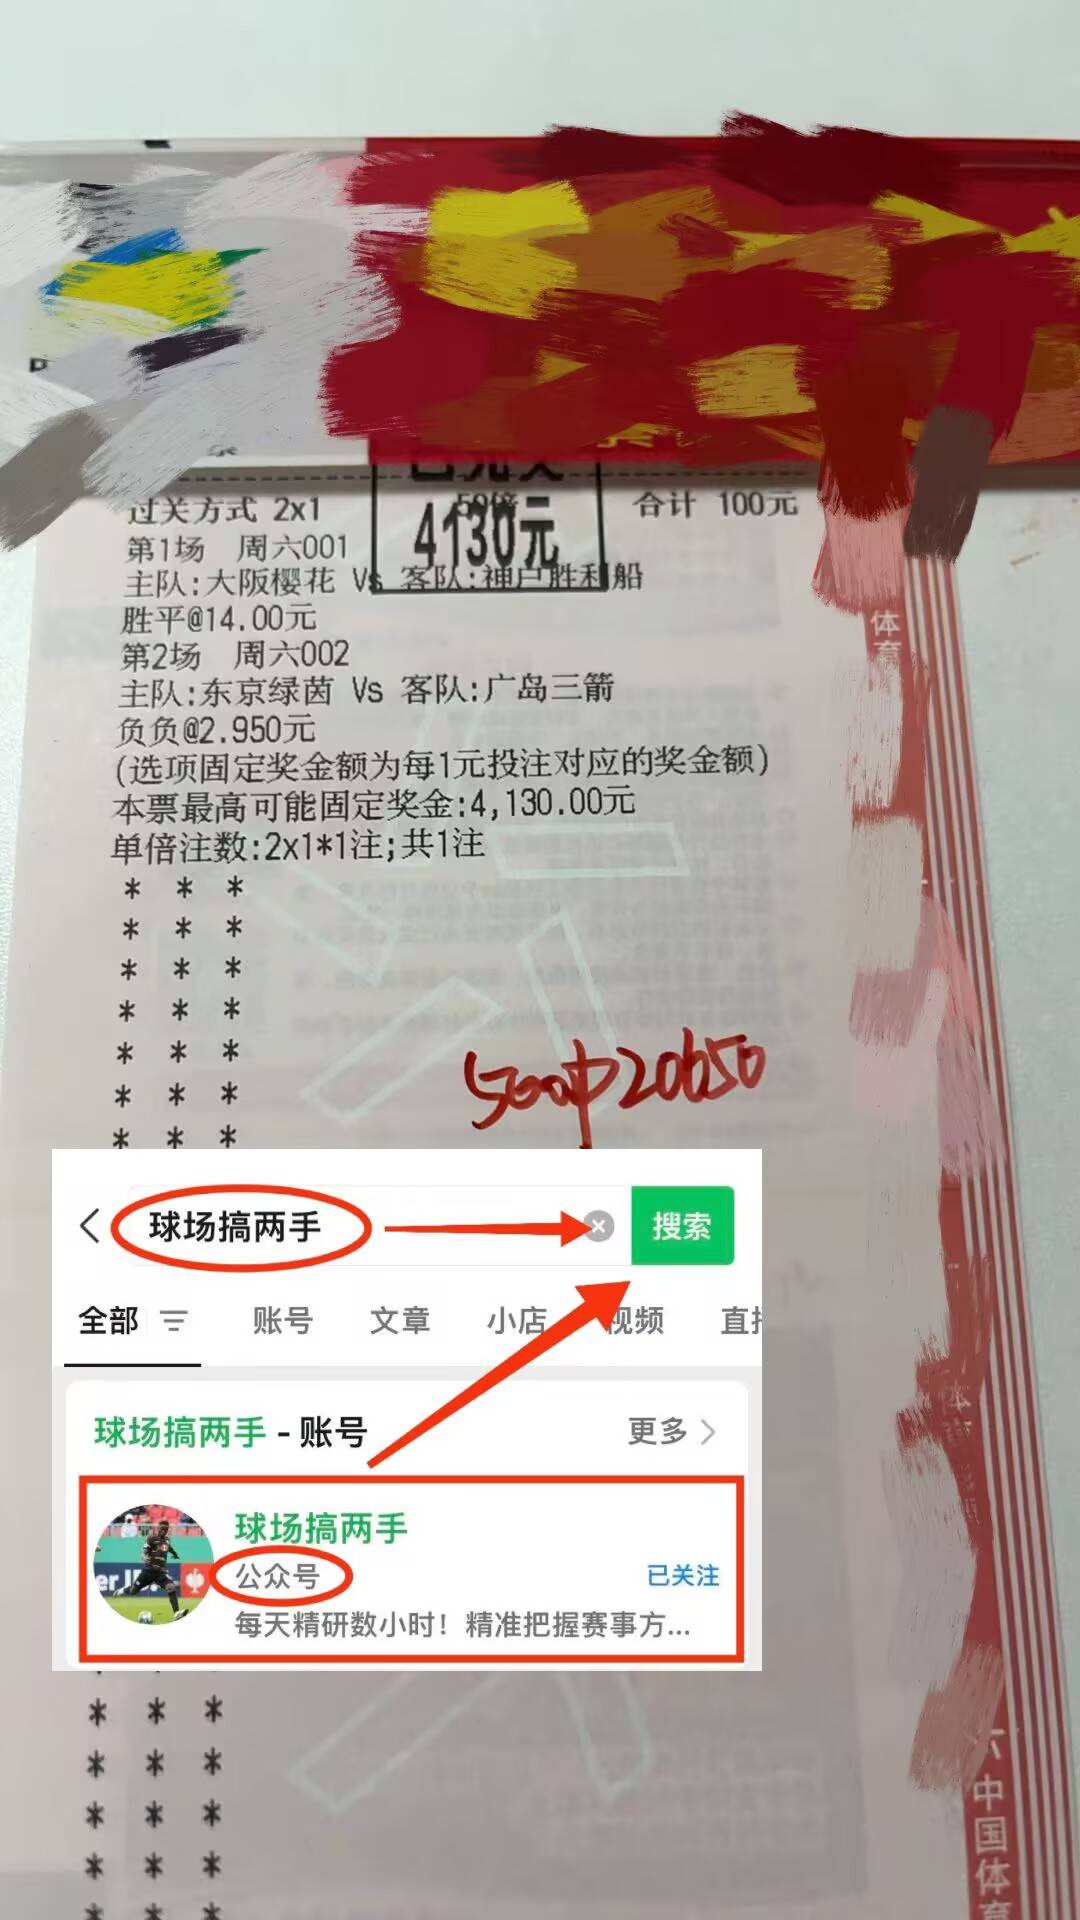 过关方式 2x1 50倍 合计 100元
4130元
第1场 周六001
主队:大阪樱花 Vs 客队:神户胜利船
胜平@14.00元
第2场 周六002
主队:东京绿茵 Vs 客队:广岛三箭
负负@2.950元
(选项固定奖金额为每1元投注对应的奖金额)
本票最高可能固定奖金:4,130.00元
单倍注数:2x1*1注;共1注
* * *
* * *
* * *
* * *
* * *
* * *
* * *
500中20650
球场搞两手
搜索
全部 账号 文章 小店 视频
球场搞两手 - 账号
更多
球场搞两手
公众号
已关注
每天精研数小时！精准把握赛事方...
* * *
* * *
* * *
* * *
* * *
体育
中国体育